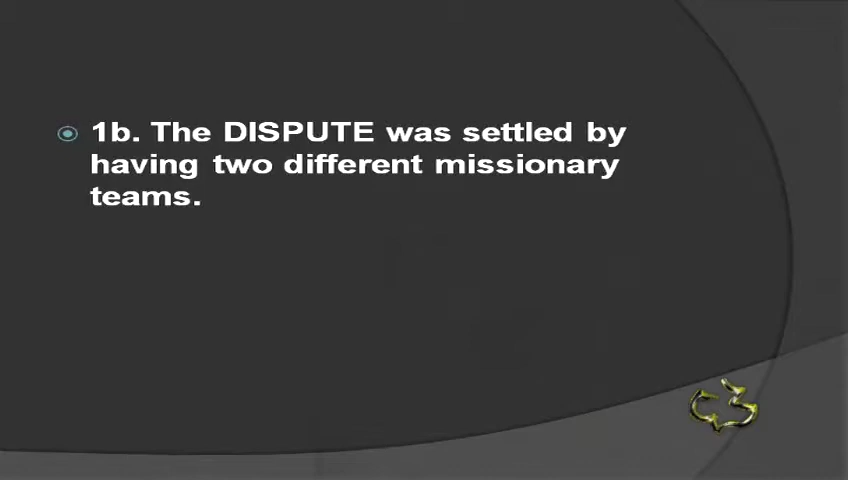 1b. The DISPUTE was settled by
having two different missionary
teams.